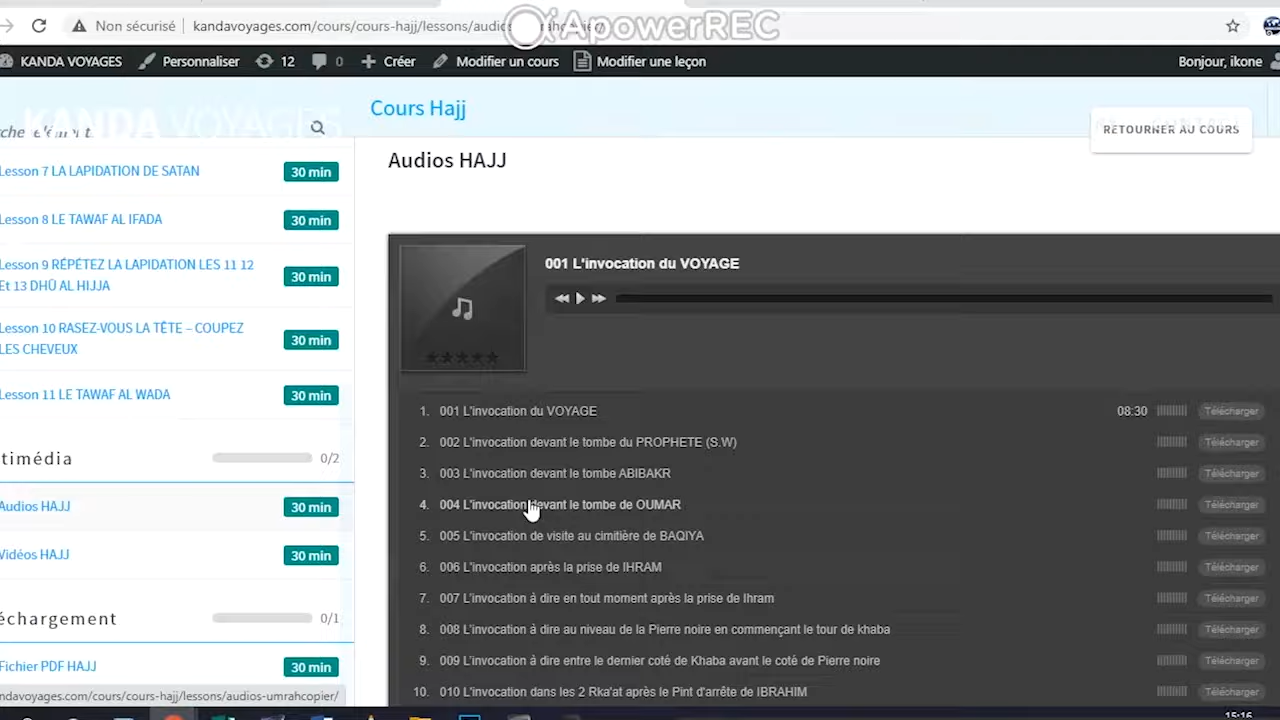 Non sécurisé
kandavoyages.com/cours/cours-hajj/lessons/audios-umrahcopier/
ApowerREC
KANDA VOYAGES
Personnaliser
12
0
Créer
Modifier un cours
Modifier une leçon
Bonjour, ikone
KANDA VOYAGES
Cours Hajj
RETOURNER AU COURS
Lesson 7 LA LAPIDATION DE SATAN
30 min
Lesson 8 LE TAWAF AL IFADA
30 min
Lesson 9 RÉPÉTEZ LA LAPIDATION LES 11 12
Et 13 DHÛ AL HIJJA
30 min
Lesson 10 RASEZ-VOUS LA TÊTE – COUPEZ
LES CHEVEUX
30 min
Lesson 11 LE TAWAF AL WADA
30 min
timédia
0/2
Audios HAJJ
30 min
Vidéos HAJJ
30 min
échargement
0/1
Fichier PDF HAJJ
30 min
ndavoyages.com/cours/cours-hajj/lessons/audios-umrahcopier/
Audios HAJJ
001 L'invocation du VOYAGE
1. 001 L'invocation du VOYAGE 08:30 Télécharger
2. 002 L'invocation devant le tombe du PROPHETE (S.W) Télécharger
3. 003 L'invocation devant le tombe ABIBAKR Télécharger
4. 004 L'invocation devant le tombe de OUMAR Télécharger
5. 005 L'invocation de visite au cimitière de BAQIYA Télécharger
6. 006 L'invocation après la prise de IHRAM Télécharger
7. 007 L'invocation à dire en tout moment après la prise de Ihram Télécharger
8. 008 L'invocation à dire au niveau de la Pierre noire en commençant le tour de khaba Télécharger
9. 009 L'invocation à dire entre le dernier coté de Khaba avant le coté de Pierre noire Télécharger
10. 010 L'invocation dans les 2 Rka'at après le Pint d'arrête de IBRAHIM Télécharger
15:16